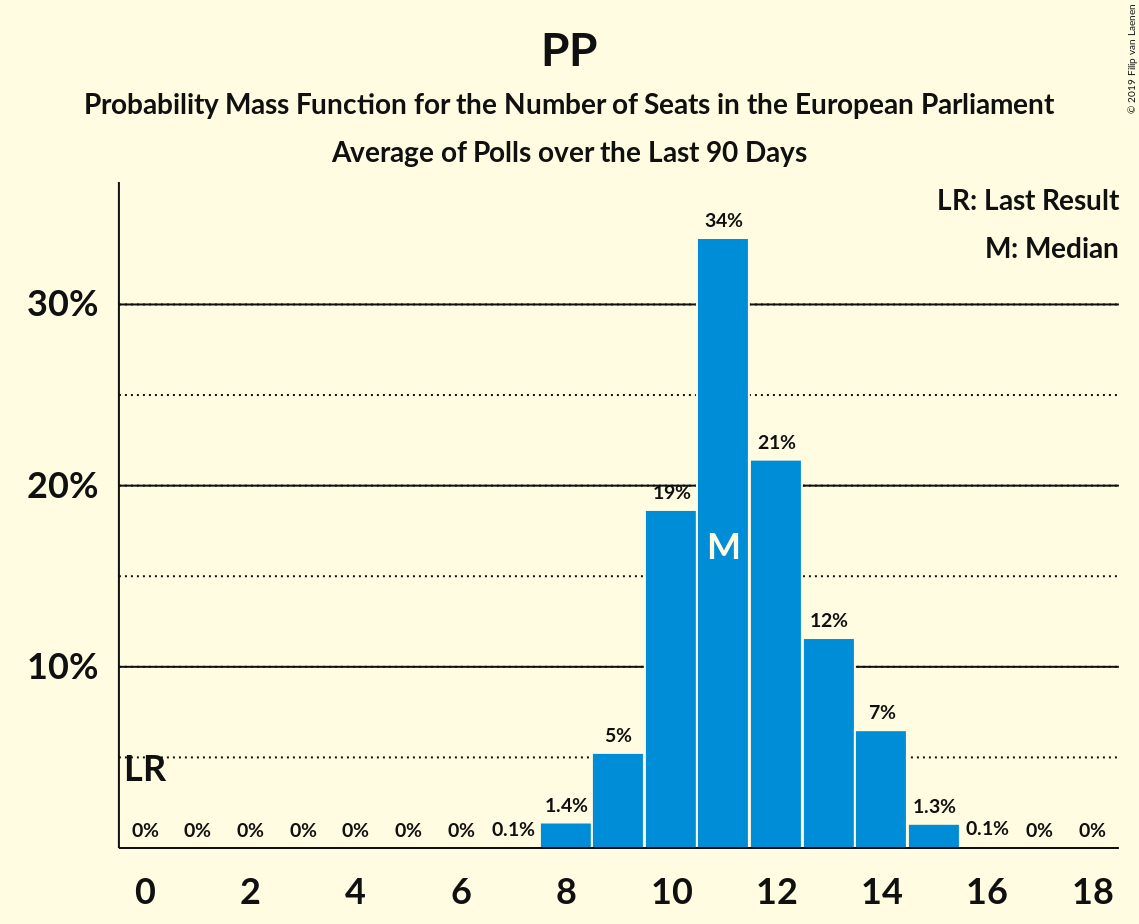 PP
Probability Mass Function for the Number of Seats in the European Parliament
Average of Polls over the Last 90 Days
© 2019 Filip van Laenen
LR: Last Result
M: Median
34%
30%
21%
20%
19%
M
12%
10%
7%
5%
LR
1.4%
1.3%
0% 0% 0% 0% 0% 0% 0% 0.1% 0.1% 0% 0%
0 2 4 6 8 10 12 14 16 18